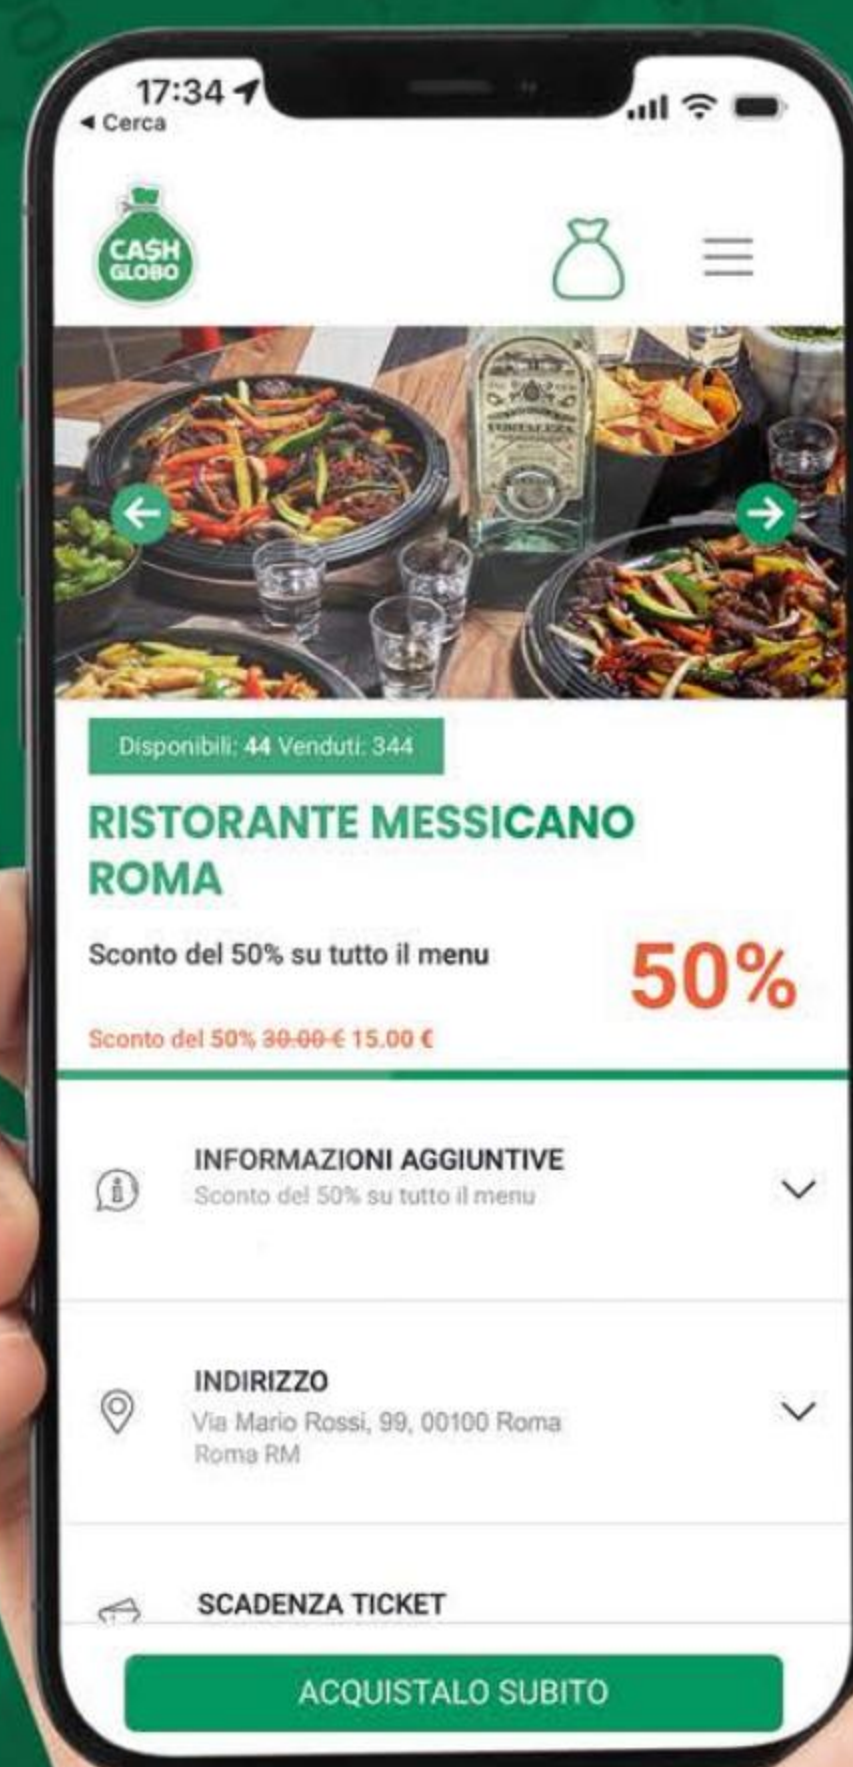 17:34
Cerca
CA$H
GLOBO
Disponibili: 44 Venduti: 344
RISTORANTE MESSICANO
ROMA
Sconto del 50% su tutto il menu
50%
Sconto del 50% 30.00 € 15.00 €
INFORMAZIONI AGGIUNTIVE
Sconto del 50% su tutto il menu
INDIRIZZO
Via Mario Rossi, 99, 00100 Roma
Roma RM
SCADENZA TICKET
ACQUISTALO SUBITO